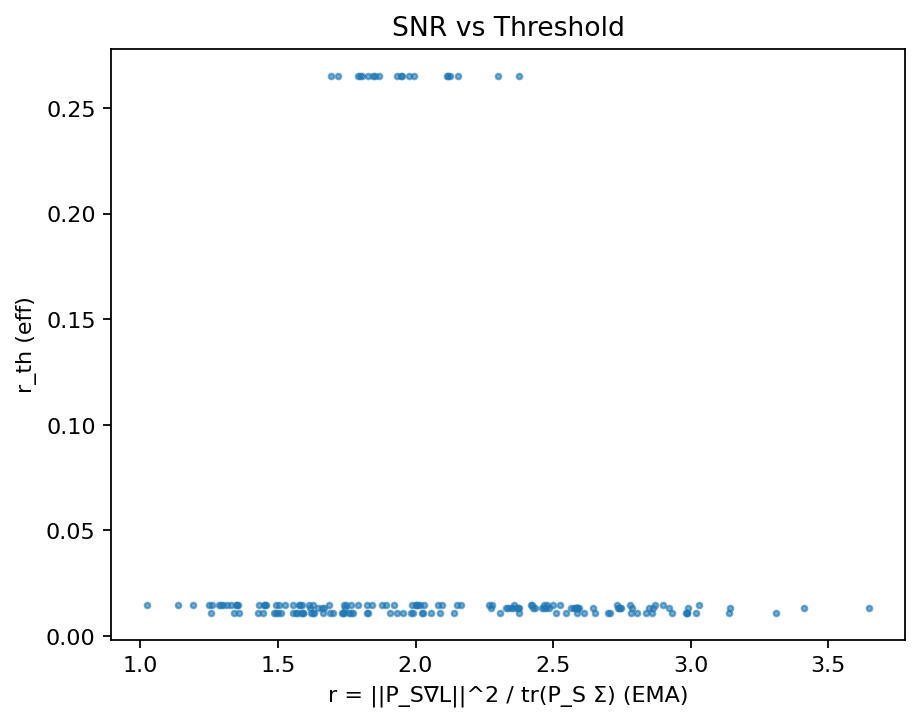 SNR vs Threshold
0.25
0.20
0.15
0.10
0.05
0.00
r_th (eff)
1.0 1.5 2.0 2.5 3.0 3.5
r = ||P_S∇L||^2 / tr(P_S Σ) (EMA)